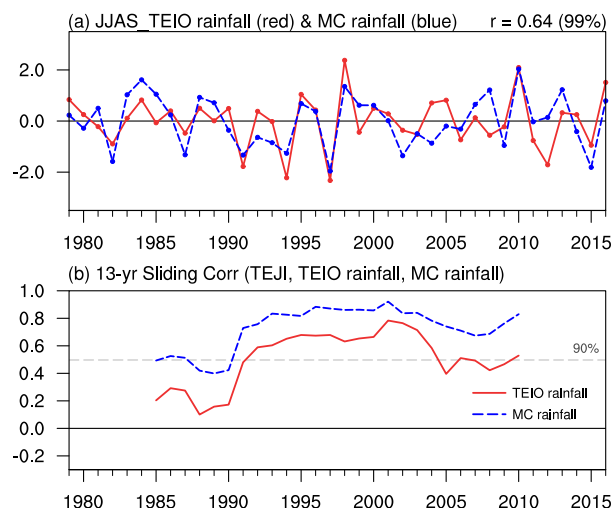 (a) JJAS_TEIO rainfall (red) & MC rainfall (blue) r = 0.64 (99%)
2.0
0.0
-2.0
1980 1985 1990 1995 2000 2005 2010 2015
(b) 13-yr Sliding Corr (TEJI, TEIO rainfall, MC rainfall)
1.0
0.8
0.6
90%
0.4
TEIO rainfall
0.2
MC rainfall
0.0
-0.2
1980 1985 1990 1995 2000 2005 2010 2015